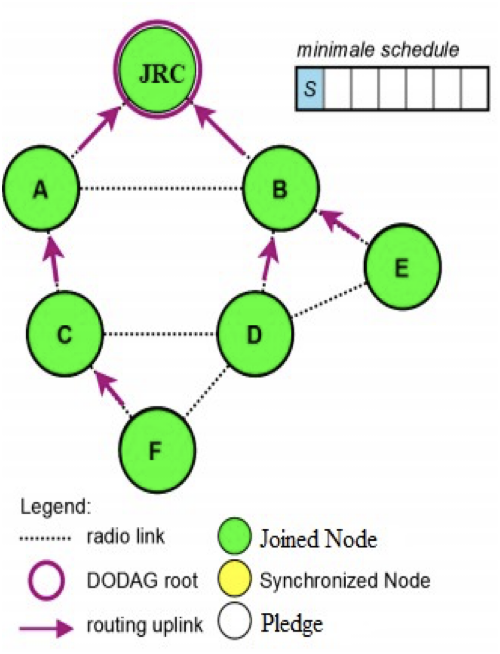 JRC
minimale schedule
S
A
B
E
C
D
F
Legend:
radio link
Joined Node
DODAG root
Synchronized Node
routing uplink
Pledge